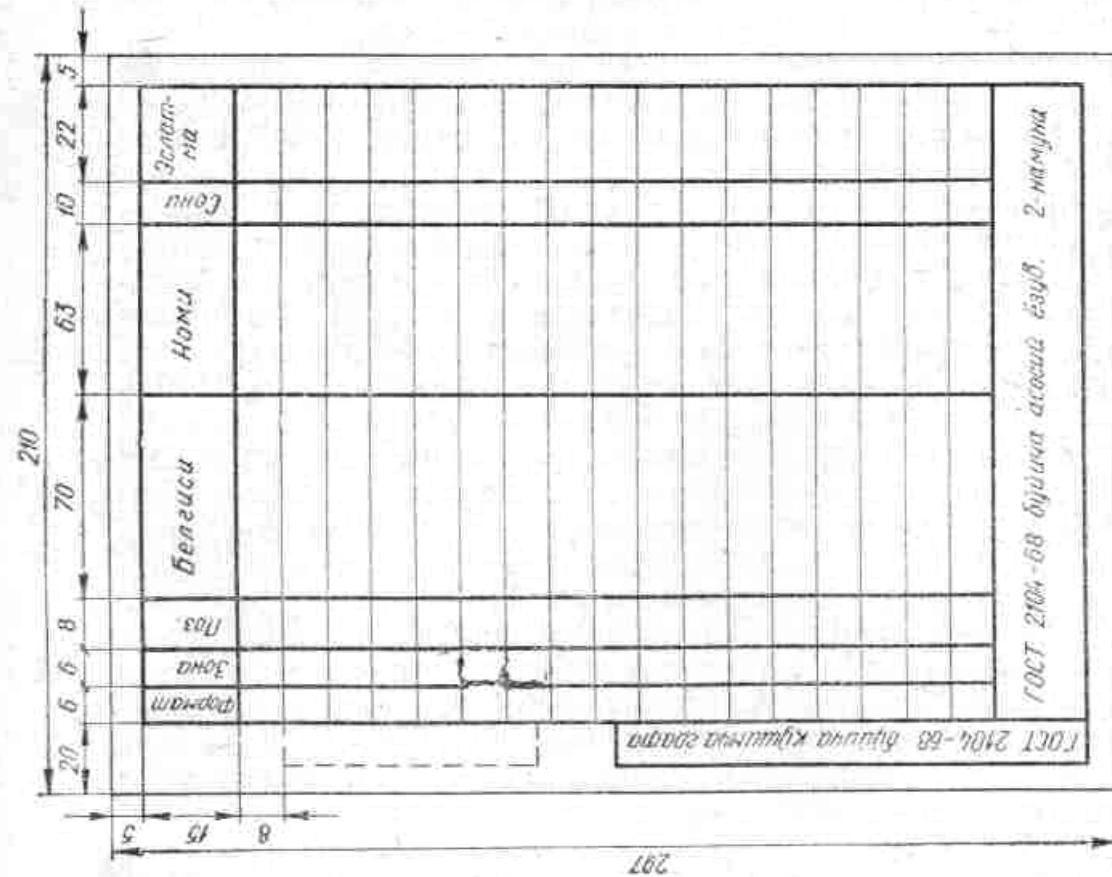 210
20
6
6
8
70
63
10
22
5
Формат
Зона
Поз.
Белгиси
Номи
Сони
Эслат-
ма
5
15
8
297
ГОСТ 2104-68 бўйича қўшимча графа
ГОСТ 2104-68 бўйича асосий ёзув. 2-намуна